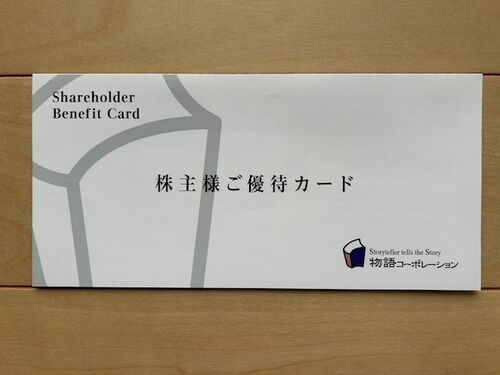 Shareholder
Benefit Card
株主様ご優待カード
Storyteller tells the Story
物語コーポレーション